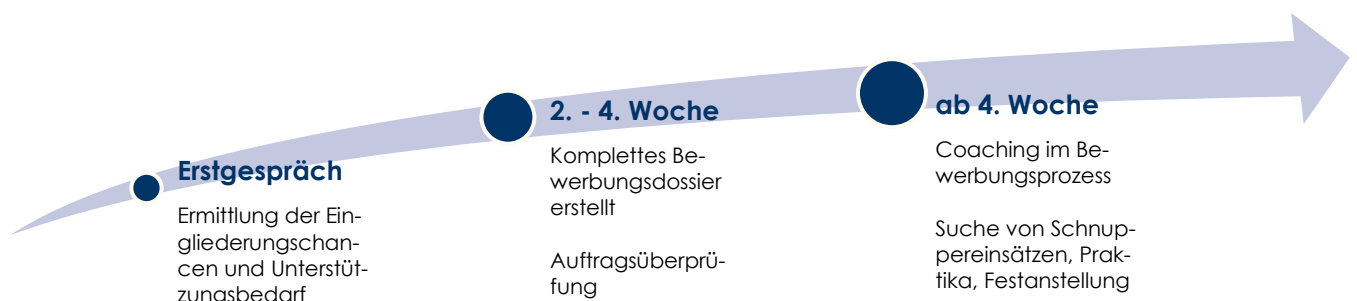 Erstgespräch
Ermittlung der Ein-
gliederungschan-
cen und Unterstüt-
zungsbedarf
2. - 4. Woche
Komplettes Be-
werbungsdossier
erstellt
Auftragsüberprü-
fung
ab 4. Woche
Coaching im Be-
werbungsprozess
Suche von Schnup-
pereinsätzen, Prak-
tika, Festanstellung